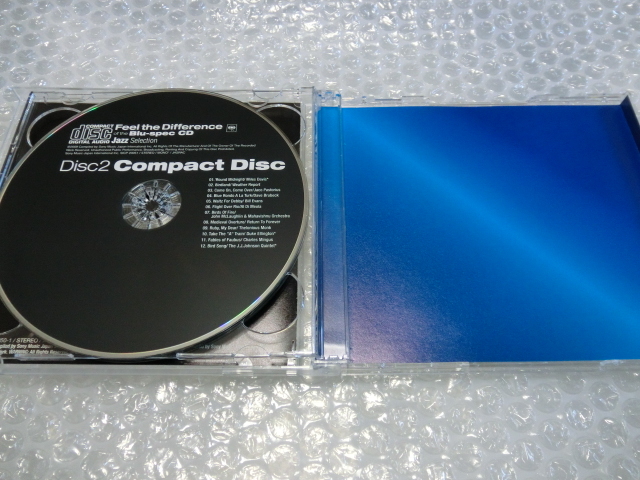 COMPACT
disc
DIGITAL AUDIO
Feel the Difference
of the Blu-spec CD
Jazz Selection
Disc2 Compact Disc
01. 'Round Midnight/ Miles Davis*
02. Birdland/ Weather Report
03. Come On, Come Over/Jaco Pastorius
04. Blue Rondo A La Turk/Dave Brubeck
05. Waltz For Debby/ Bill Evans
06. Flight Over Rio/Al Di Meola
07. Birds Of Fire/
John McLaughlin & Mahavishnu Orchestra
08. Medieval Overture/ Return To Forever
09. Ruby, My Dear/ Thelonious Monk
10. Take The "A" Train/ Duke Ellington*
11. Fables of Faubus/ Charles Mingus
12. Bird Song/ The J.J.Johnson Quintet*
/ STEREO